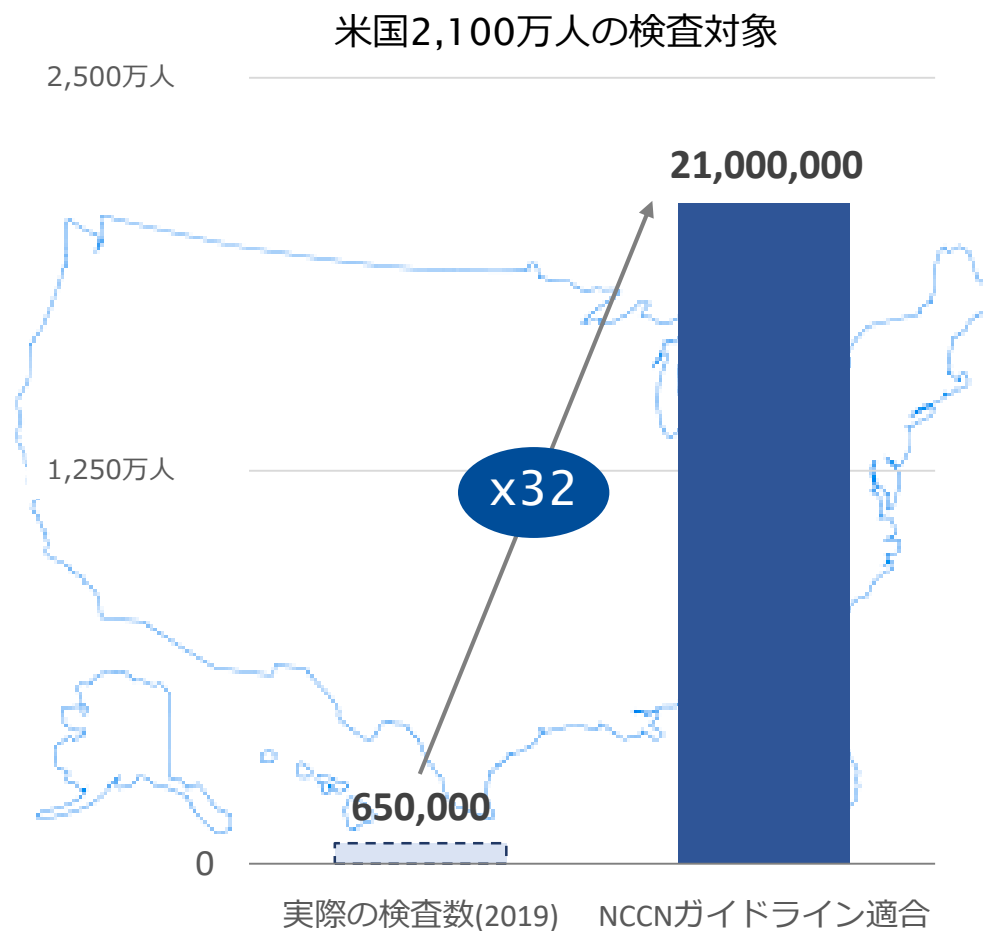 米国2,100万人の検査対象
2,500万人
21,000,000
1,250万人
x32
650,000
0
実際の検査数(2019)
NCCNガイドライン適合